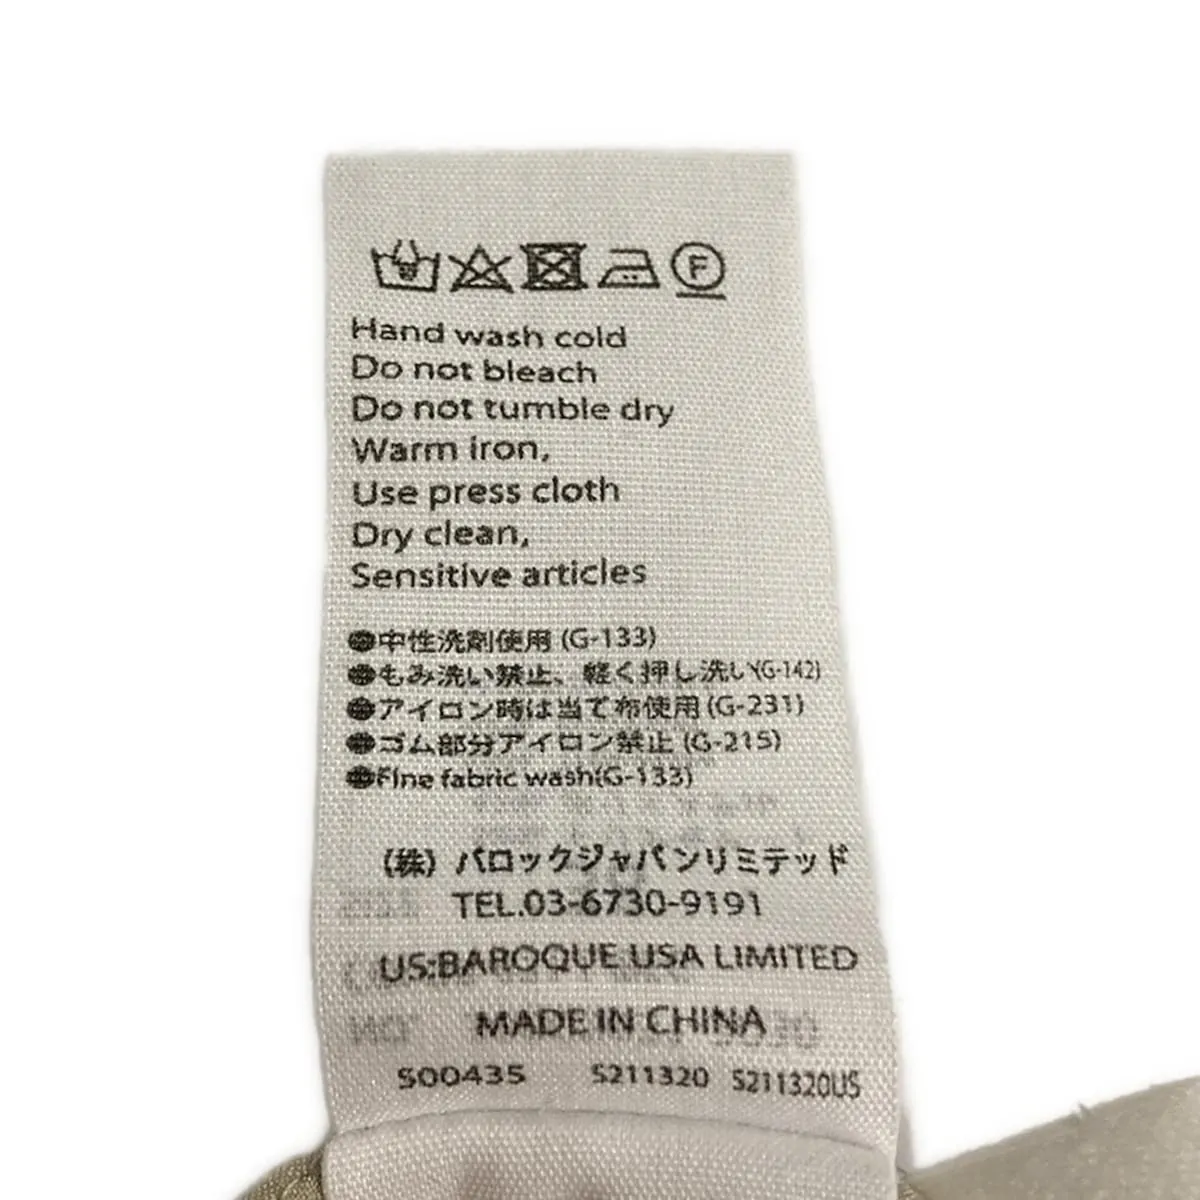 F
Hand wash cold
Do not bleach
Do not tumble dry
Warm iron,
Use press cloth
Dry clean,
Sensitive articles
●中性洗剤使用 (G-133)
●もみ洗い禁止、軽く押し洗い(G-142)
●アイロン時は当て布使用 (G-231)
●ゴム部分アイロン禁止 (G-215)
●Fine fabric wash(G-133)
(株) バロックジャパンリミテッド
TEL.03-6730-9191
US:BAROQUE USA LIMITED
MADE IN CHINA
S00435 S211320 S211320US